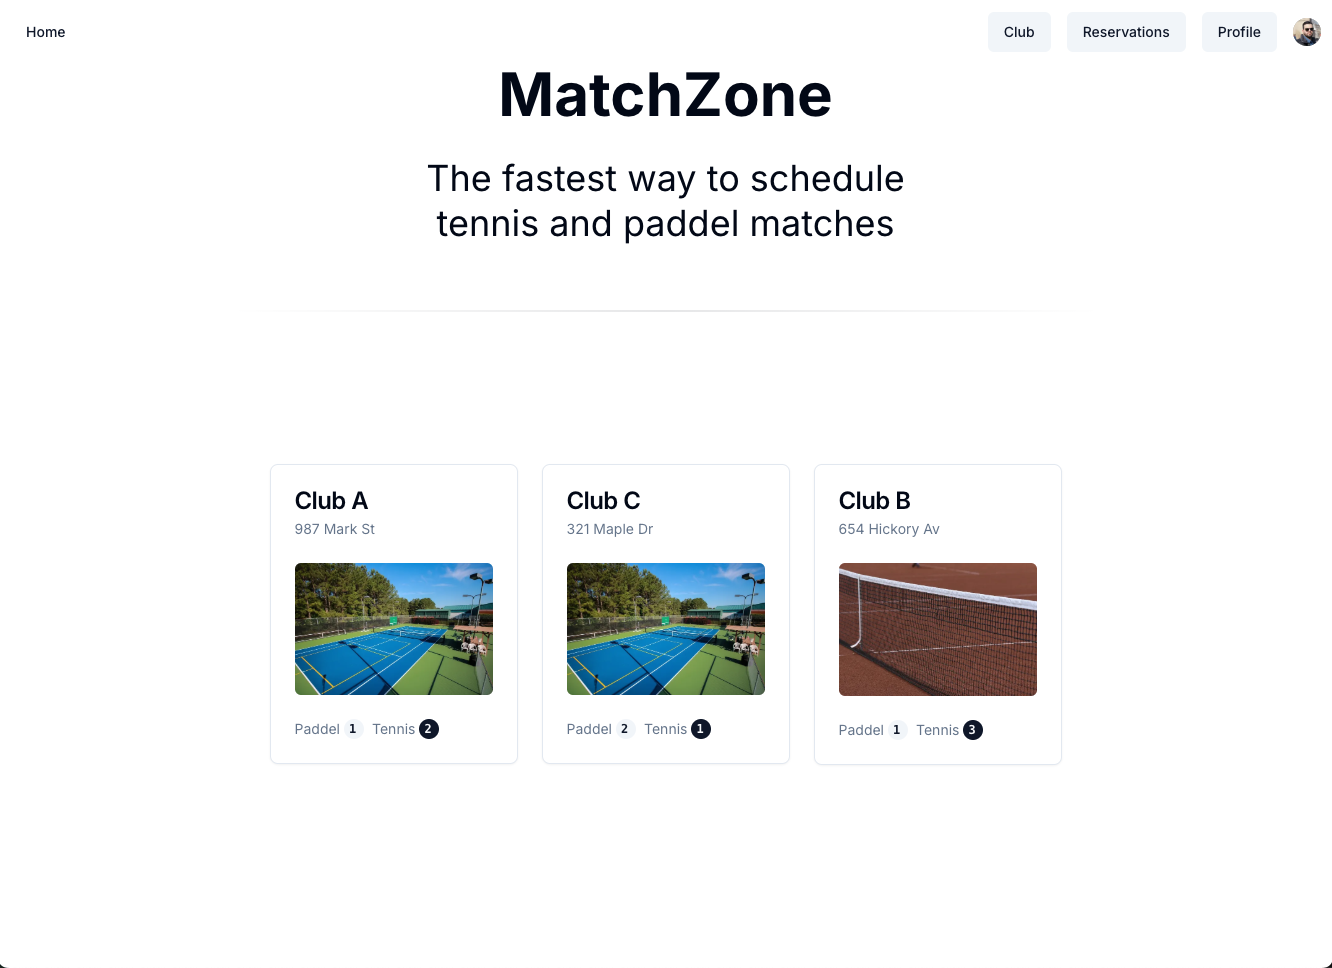 Home
Club
Reservations
Profile
MatchZone
The fastest way to schedule
tennis and paddel matches
Club A
987 Mark St
Paddel 1 Tennis 2
Club C
321 Maple Dr
Paddel 2 Tennis 1
Club B
654 Hickory Av
Paddel 1 Tennis 3